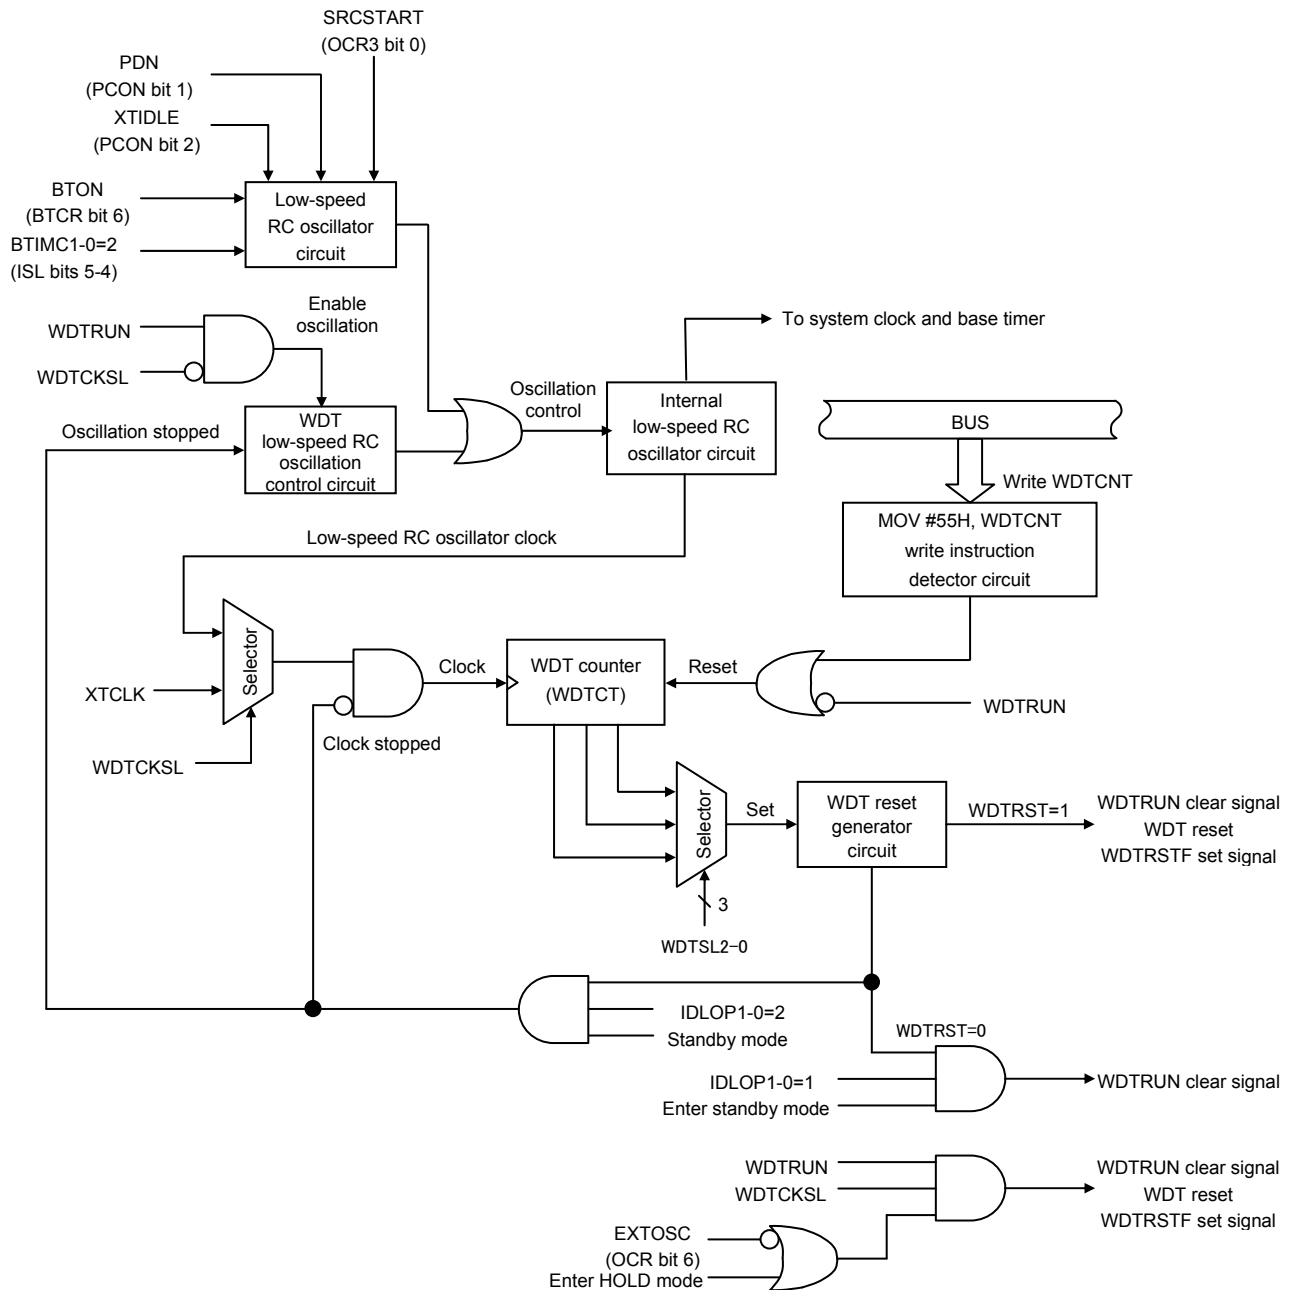 SRCSTART
(OCR3 bit 0)
PDN
(PCON bit 1)
XTIDLE
(PCON bit 2)
BTON
(BTCR bit 6)
BTIMC1-0=2
(ISL bits 5-4)
Low-speed
RC oscillator
circuit
Enable
oscillation
WDTRUN
WDTCKSL
To system clock and base timer
Oscillation stopped
WDT
low-speed RC
oscillation
control circuit
Oscillation
control
Internal
low-speed RC
oscillator circuit
BUS
Write WDTCNT
MOV #55H, WDTCNT
write instruction
detector circuit
Low-speed RC oscillator clock
Selector
XTCLK
WDTCKSL
Clock
Clock stopped
WDT counter
(WDTCT)
Reset
WDTRUN
Selector
Set
3
WDTSL2-0
WDT reset
generator
circuit
WDTRST=1
WDTRUN clear signal
WDT reset
WDTRSTF set signal
IDLOP1-0=2
Standby mode
WDTRST=0
IDLOP1-0=1
Enter standby mode
WDTRUN clear signal
WDTRUN
WDTCKSL
EXTOSC
(OCR bit 6)
Enter HOLD mode
WDTRUN clear signal
WDT reset
WDTRSTF set signal